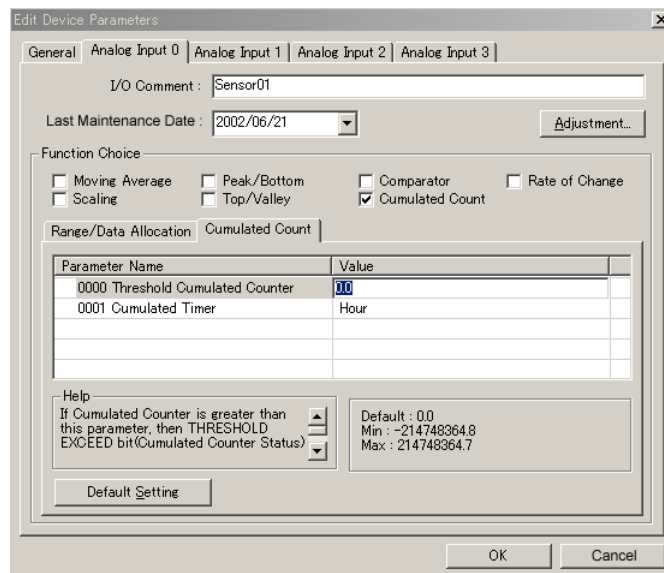 Edit Device Parameters
General Analog Input 0 Analog Input 1 Analog Input 2 Analog Input 3
I/O Comment : Sensor01
Last Maintenance Date : 2002/06/21 Adjustment...
Function Choice
Moving Average Peak/Bottom Comparator Rate of Change
Scaling Top/Valley Cumulated Count
Range/Data Allocation Cumulated Count
Parameter Name Value
0000 Threshold Cumulated Counter 0.0
0001 Cumulated Timer Hour
Help
If Cumulated Counter is greater than
this parameter, then THRESHOLD
EXCEED bit(Cumulated Counter Status)
Default : 0.0
Min : -214748364.8
Max : 214748364.7
Default Setting
OK Cancel